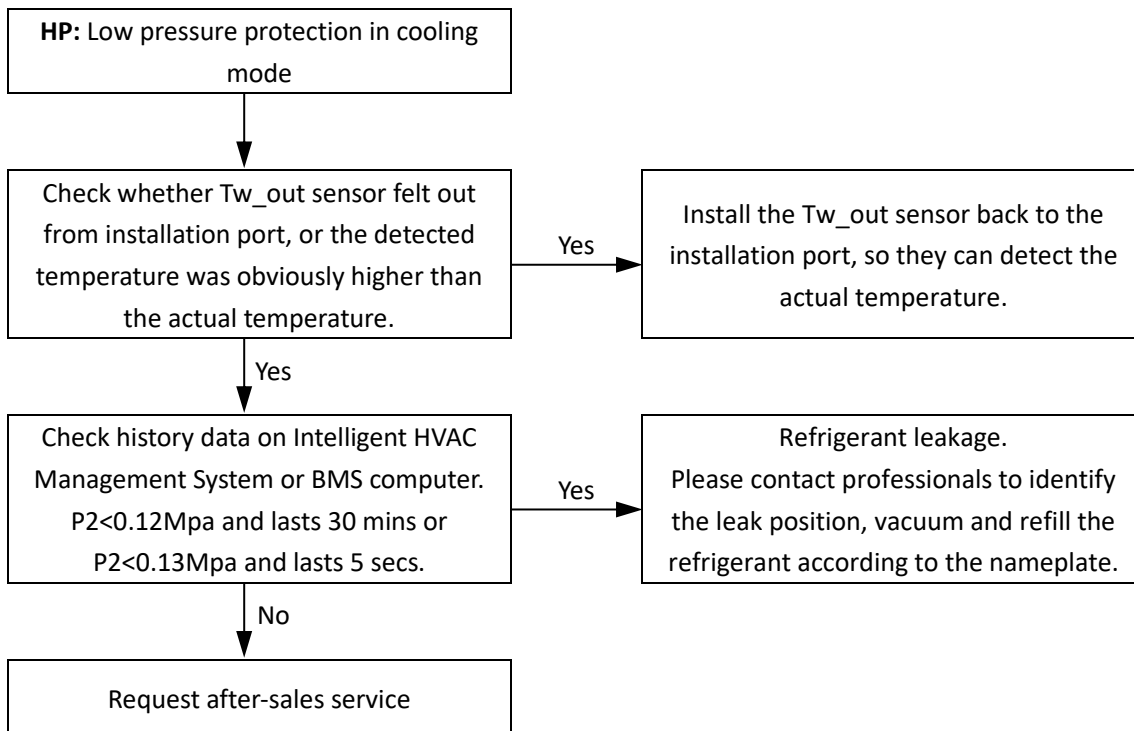 HP: Low pressure protection in cooling
mode
Check whether Tw_out sensor felt out
from installation port, or the detected
temperature was obviously higher than
the actual temperature.
Yes
Install the Tw_out sensor back to the
installation port, so they can detect the
actual temperature.
Yes
Check history data on Intelligent HVAC
Management System or BMS computer.
P2<0.12Mpa and lasts 30 mins or
P2<0.13Mpa and lasts 5 secs.
Yes
Refrigerant leakage.
Please contact professionals to identify
the leak position, vacuum and refill the
refrigerant according to the nameplate.
No
Request after-sales service